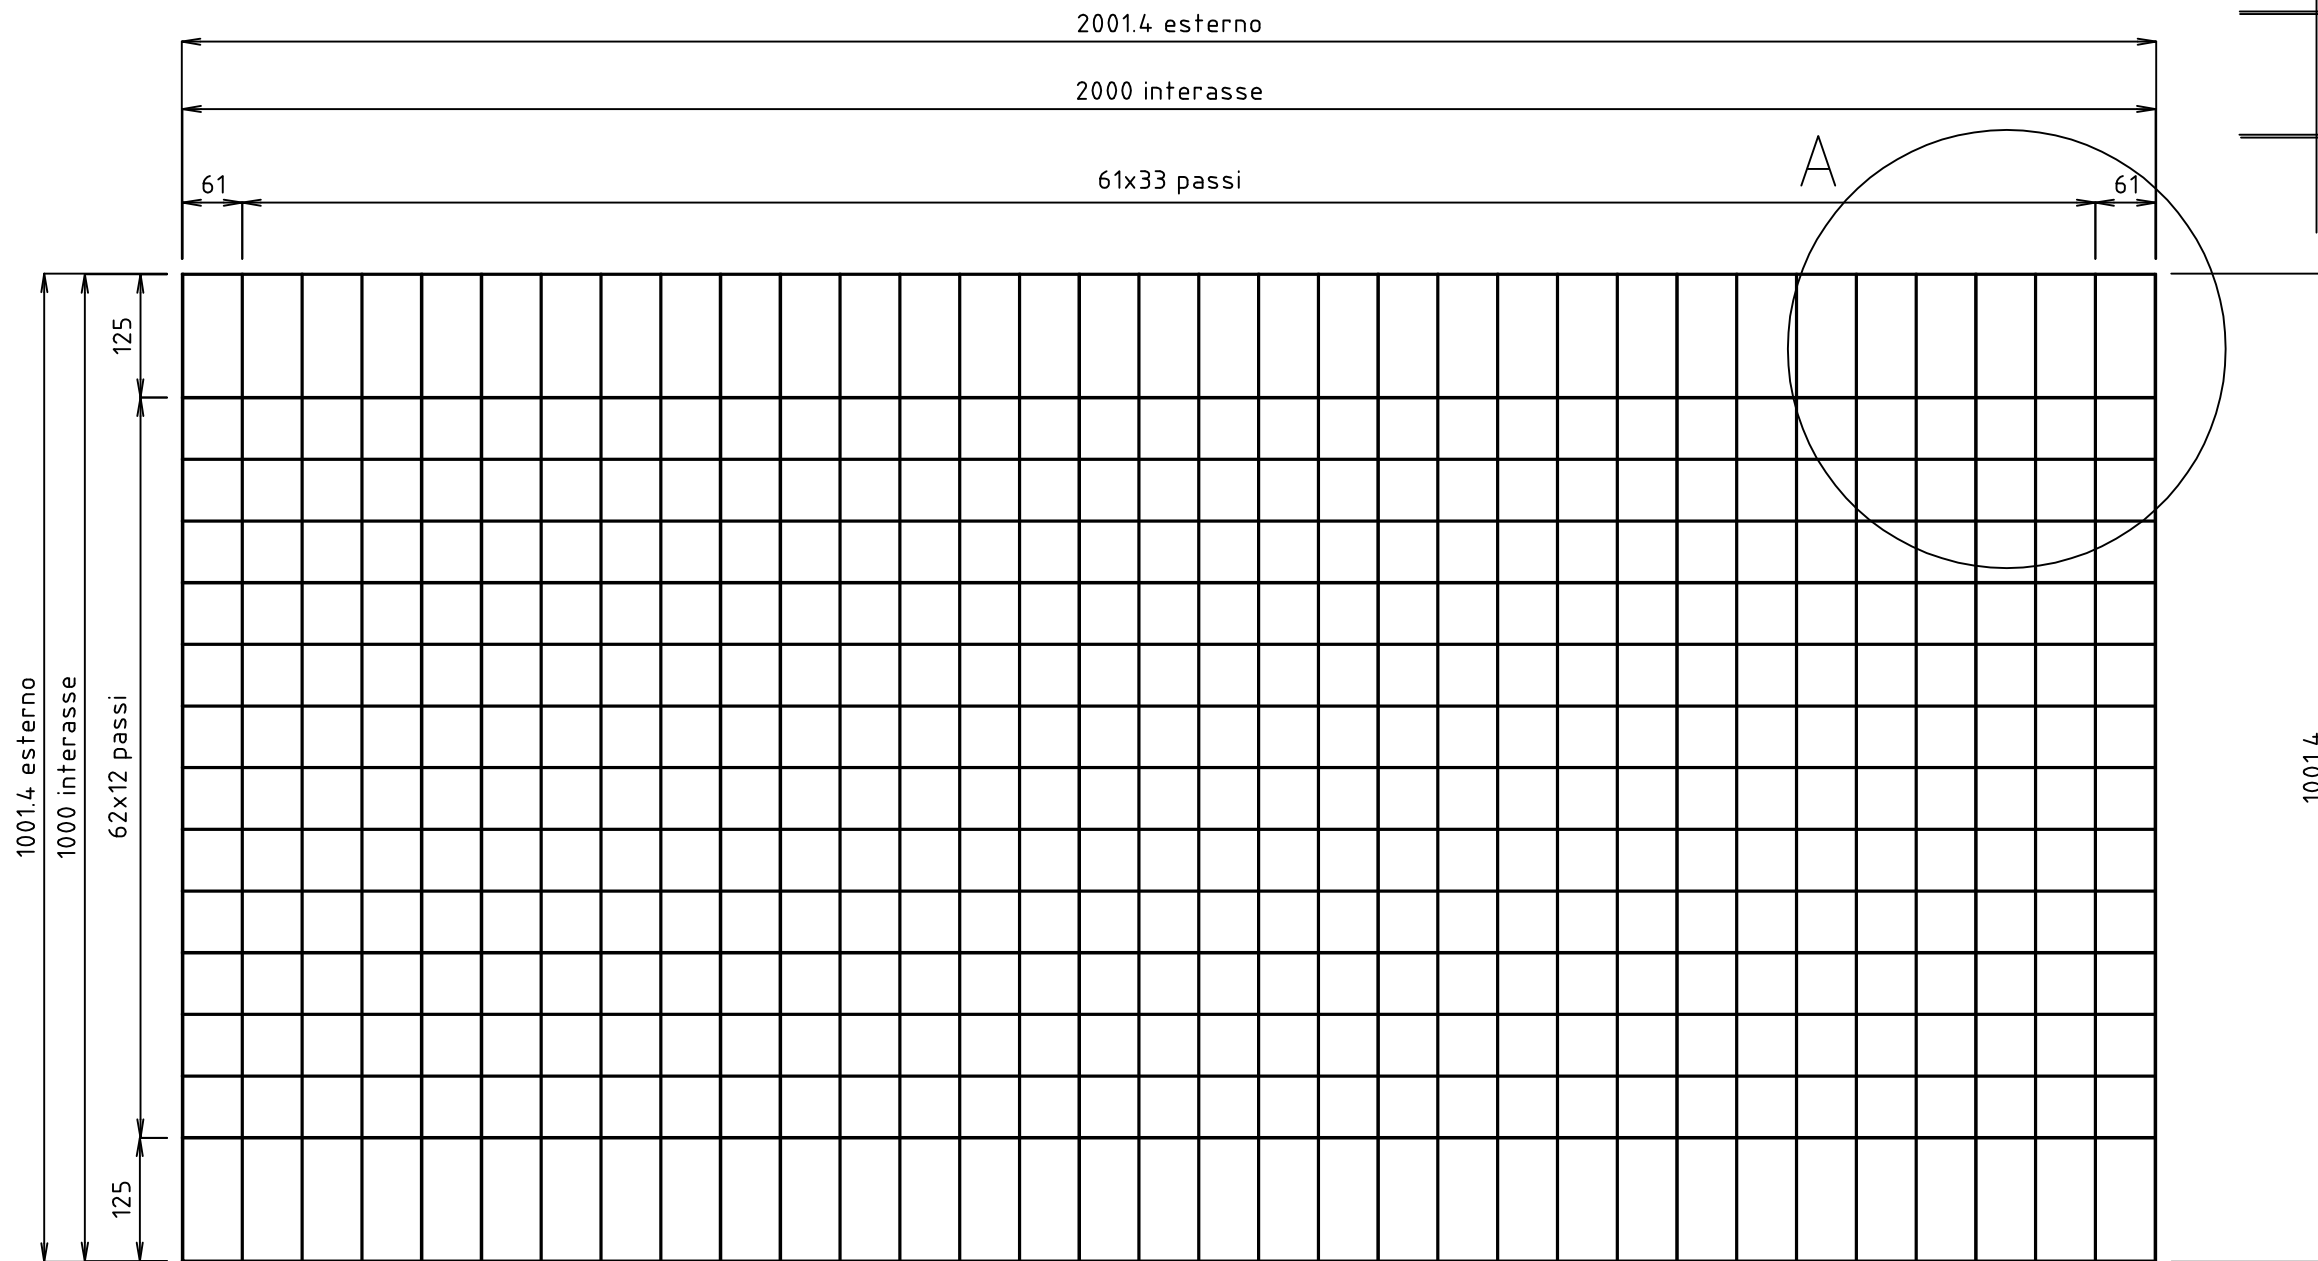 2001.4 esterno
2000 interasse
A
61
61x33 passi
61
125
1001.4 esterno
1000 interasse
62x12 passi
1001.4
125